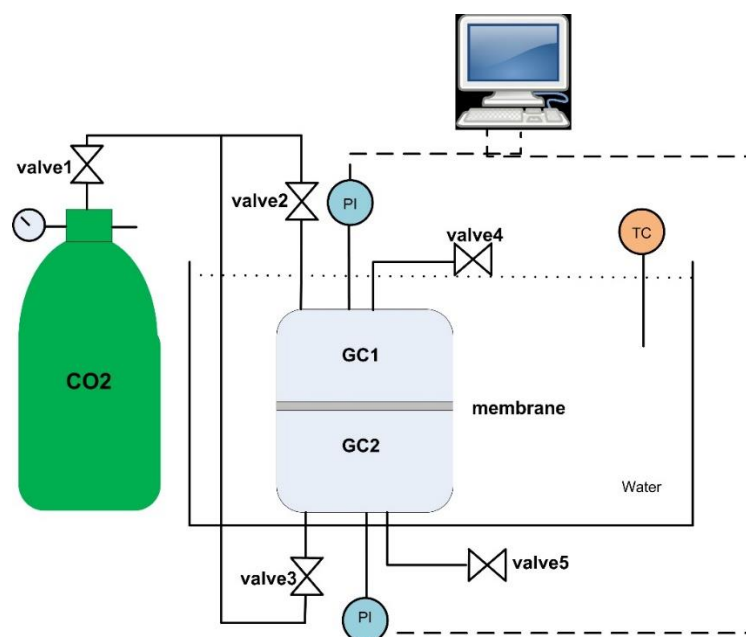 valve1
valve2
PI
valve4
TC
GC1
CO2
membrane
GC2
Water
valve3
valve5
PI